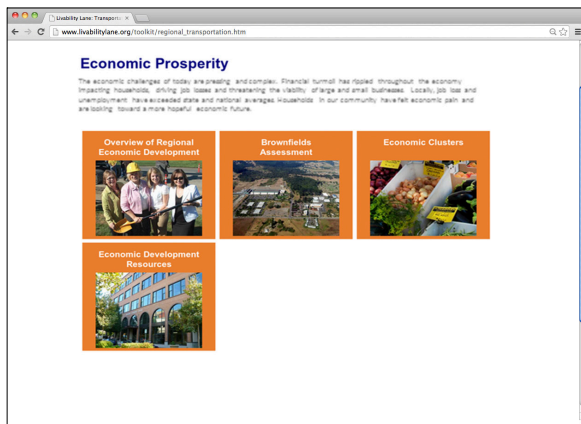 Livability Lane: Transporta
www.livabilitylane.org/toolkit/regional_transportation.htm
Economic Prosperity
The economic challenges of today are pressing and complex. Financial turmoil has rippled throughout the economy
impacting households, driving job losses and threatening the viability of large and small businesses. Locally, job loss and
unemployment have exceeded state and national averages. Households in our community have felt economic pain and
are looking toward a more hopeful economic future.
Overview of Regional
Economic Development
Brownfields
Assessment
Economic Clusters
Economic Development
Resources